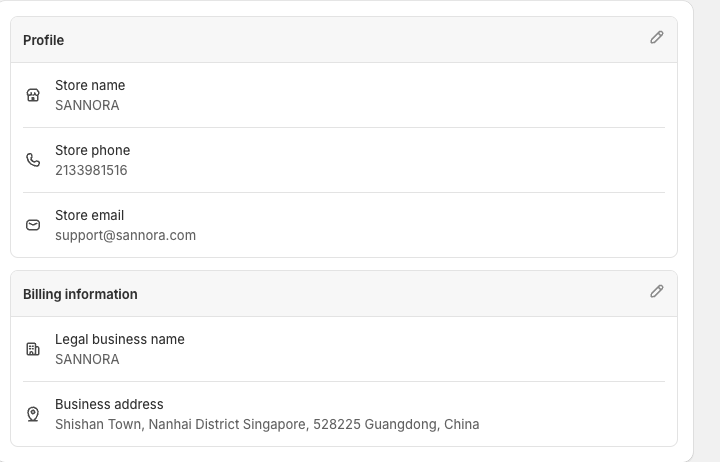 Profile
Store name
SANNORA
Store phone
2133981516
Store email
support@sannora.com
Billing information
Legal business name
SANNORA
Business address
Shishan Town, Nanhai District Singapore, 528225 Guangdong, China